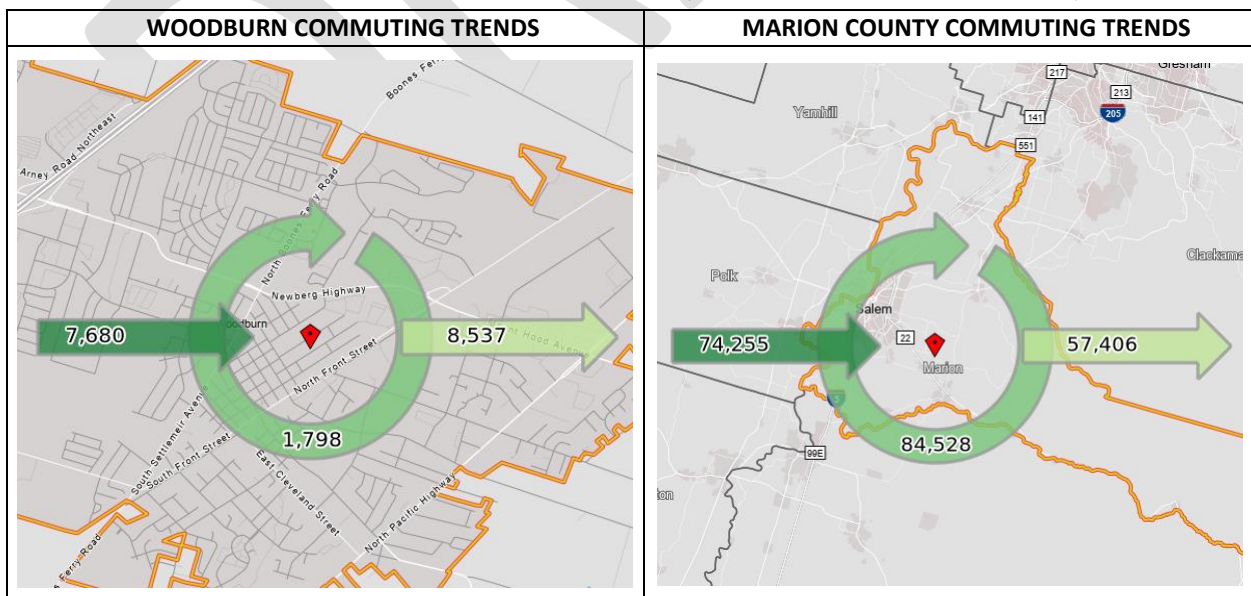 WOODBURN COMMUTING TRENDS
MARION COUNTY COMMUTING TRENDS
Boones Ferry
Arney Road Northeast
North Boones Ferry Road
Newberg Highway
7,680
8,537
Hood Avenue
North Front Street
1,798
South Settlemeir Avenue
South Front Street
East Cleveland Street
North Pacific Highway
Ferry Road
Gresham
217
213
Yamhill
141
205
551
Clackama
Polk
Salem
22
74,255
57,406
Marion
5
84,528
99E